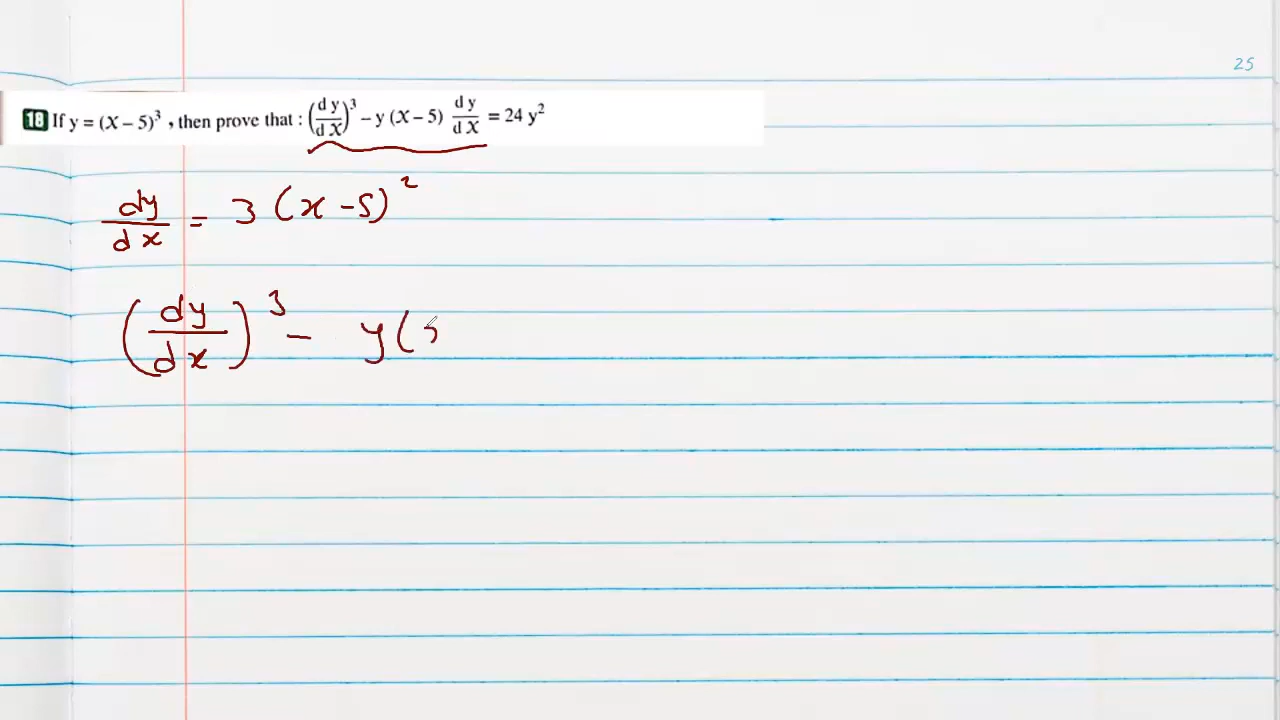 25
18 If y = (X – 5)³ , then prove that : (dy/dX)³ – y (X – 5) dy/dX = 24 y²
dy/dx = 3 (x - 5)²
(dy/dx)³ - y (